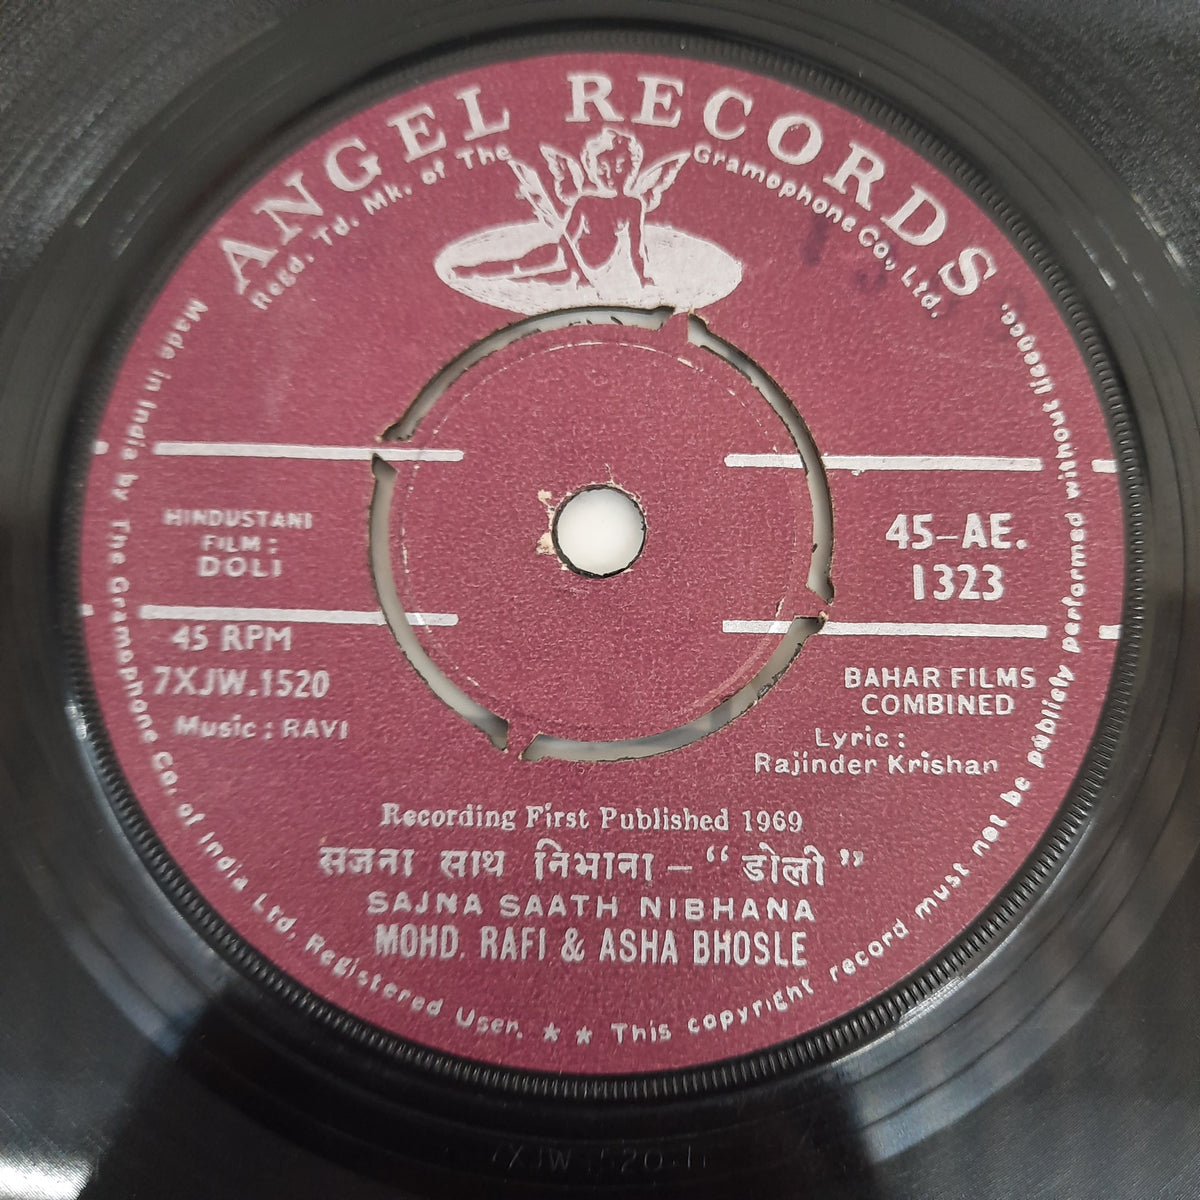 ANGEL RECORDS
Regd. Td. Mk. of The Gramophone Co., Ltd.
HINDUSTANI
FILM:
DOLI
45-AE.
1323
45 RPM
7XJW.1520
Music: RAVI
BAHAR FILMS
COMBINED
Lyric:
Rajinder Krishan
Recording First Published 1969
सजना साथ निभाना - “डोली”
SAJNA SAATH NIBHANA
MOHD. RAFI & ASHA BHOSLE
Made in India by The Gramophone Co. of India Ltd. Registered User. * * This copyright record must not be publicly performed without licence.